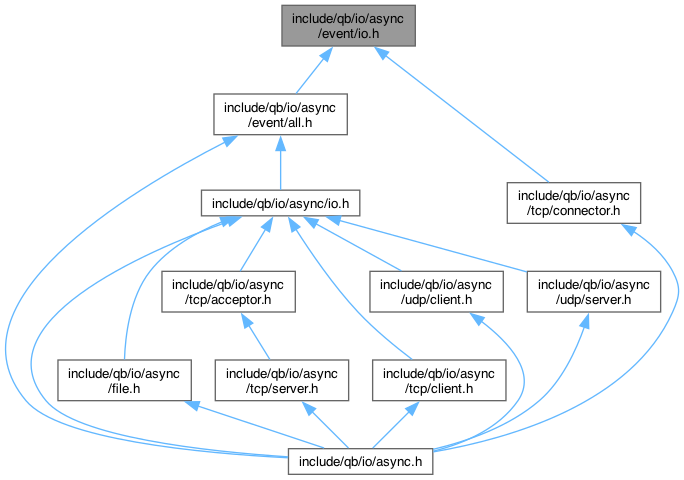 include/qb/io/async
/event/io.h
include/qb/io/async
/event/all.h
include/qb/io/async/io.h
include/qb/io/async
/tcp/connector.h
include/qb/io/async
/tcp/acceptor.h
include/qb/io/async
/udp/client.h
include/qb/io/async
/udp/server.h
include/qb/io/async
/file.h
include/qb/io/async
/tcp/server.h
include/qb/io/async
/tcp/client.h
include/qb/io/async.h